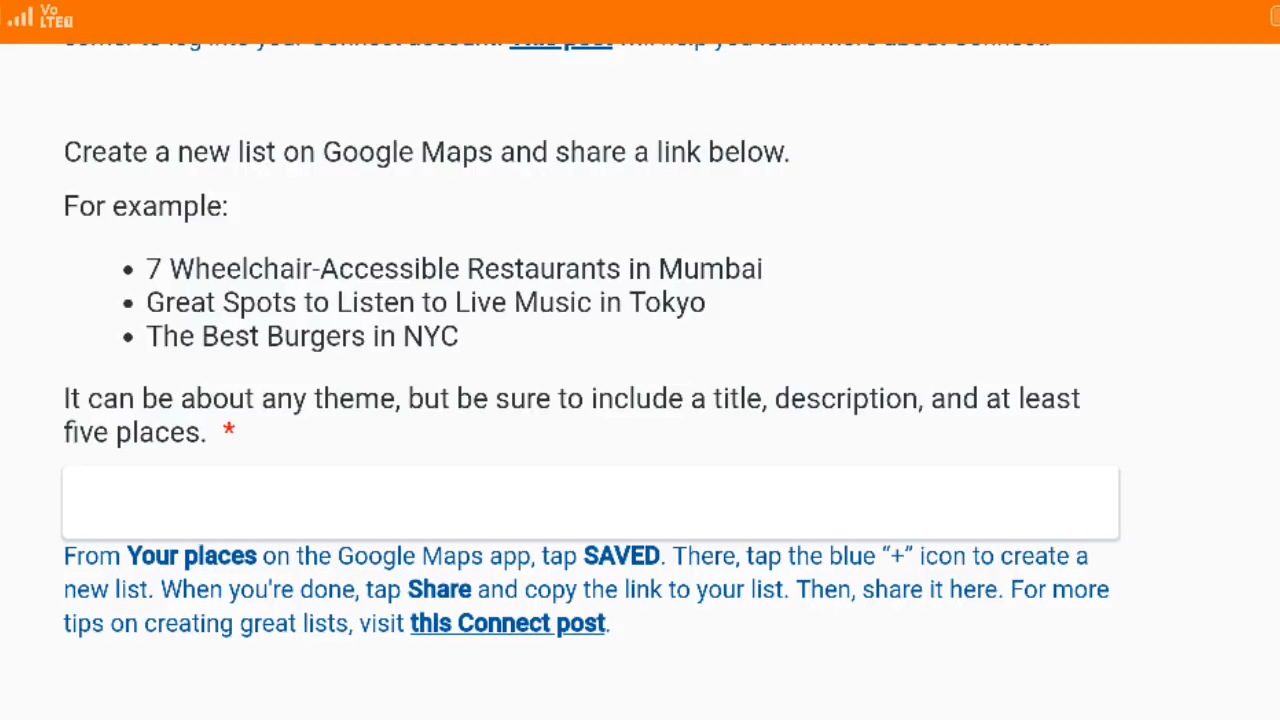 Vo
LTE
Create a new list on Google Maps and share a link below.
For example:
• 7 Wheelchair-Accessible Restaurants in Mumbai
• Great Spots to Listen to Live Music in Tokyo
• The Best Burgers in NYC
It can be about any theme, but be sure to include a title, description, and at least
five places. *
From Your places on the Google Maps app, tap SAVED. There, tap the blue “+” icon to create a
new list. When you're done, tap Share and copy the link to your list. Then, share it here. For more
tips on creating great lists, visit this Connect post.